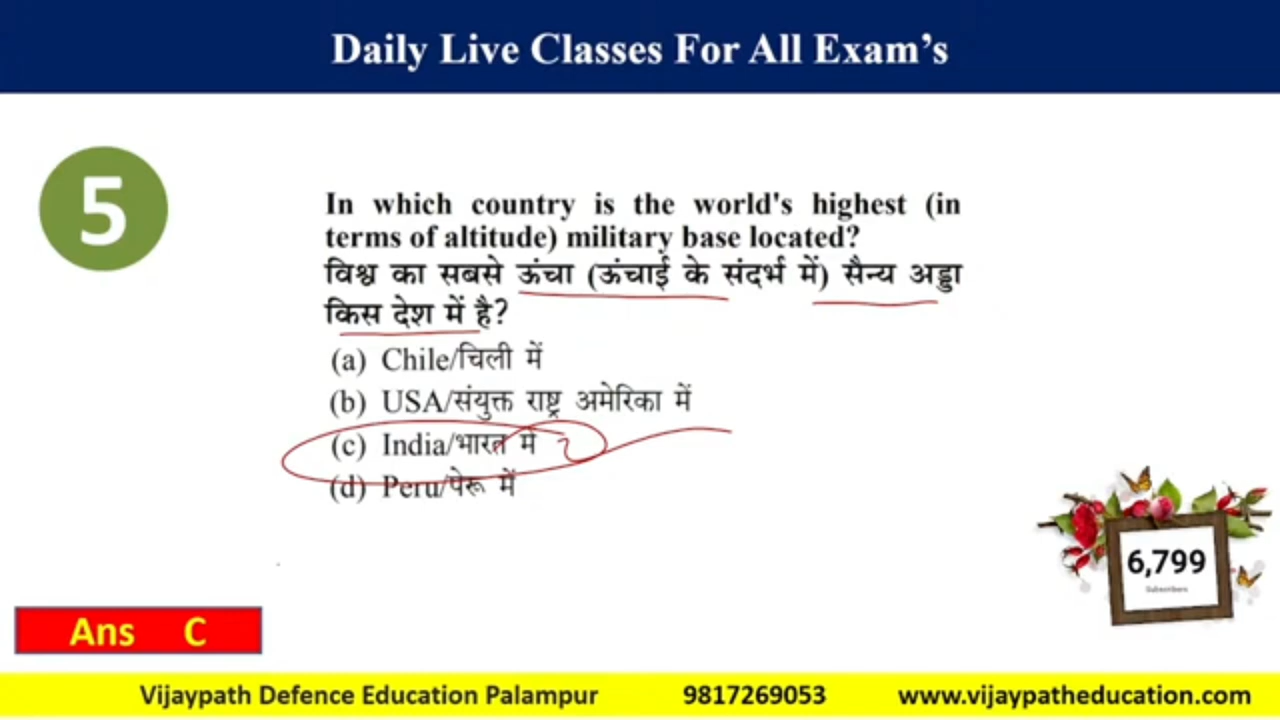 Daily Live Classes For All Exam's
5
In which country is the world's highest (in
terms of altitude) military base located?
विश्व का सबसे ऊंचा (ऊंचाई के संदर्भ में) सैन्य अड्डा
किस देश में है?
(a) Chile/चिली में
(b) USA/संयुक्त राष्ट्र अमेरिका में
(c) India/भारत में
(d) Peru/पेरू में
6,799
Subscribers
Ans C
Vijaypath Defence Education Palampur 9817269053 www.vijaypatheducation.com